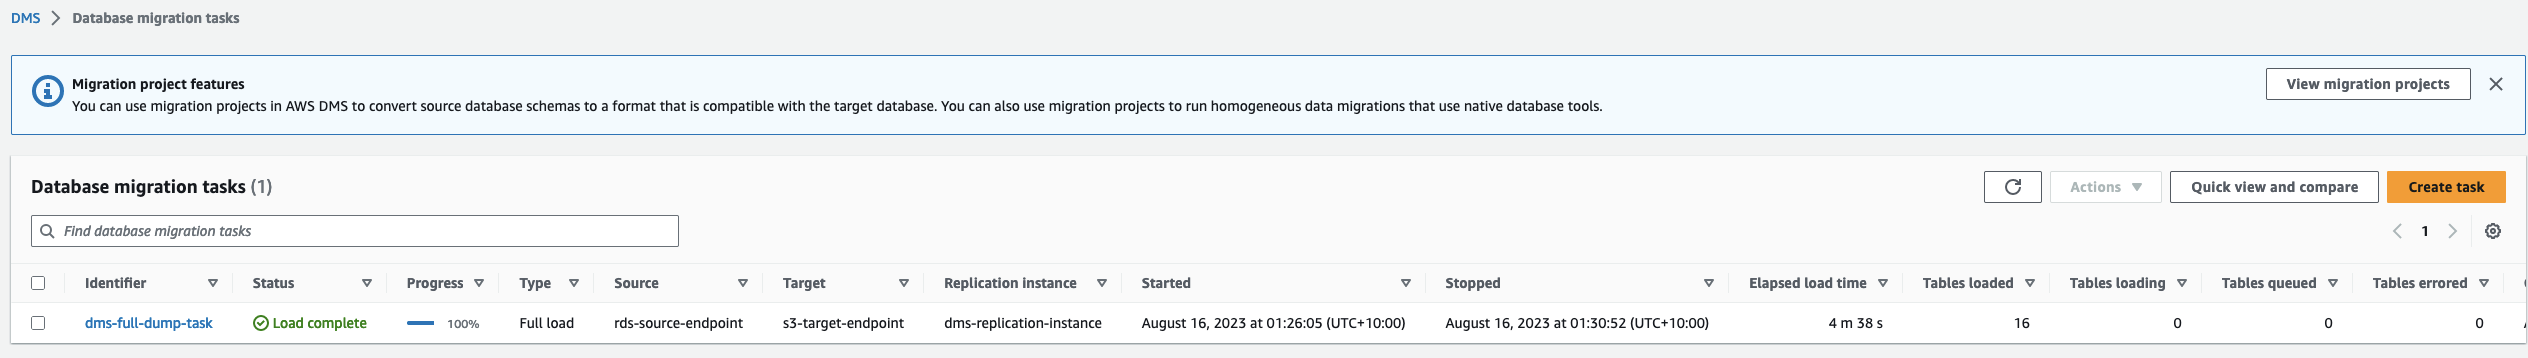 DMS > Database migration tasks
Migration project features
You can use migration projects in AWS DMS to convert source database schemas to a format that is compatible with the target database. You can also use migration projects to run homogeneous data migrations that use native database tools.
View migration projects
Database migration tasks (1)
Actions
Quick view and compare
Create task
Find database migration tasks
1
Identifier Status Progress Type Source Target Replication instance Started Stopped Elapsed load time Tables loaded Tables loading Tables queued Tables errored
dms-full-dump-task Load complete 100% Full load rds-source-endpoint s3-target-endpoint dms-replication-instance August 16, 2023 at 01:26:05 (UTC+10:00) August 16, 2023 at 01:30:52 (UTC+10:00) 4 m 38 s 16 0 0 0